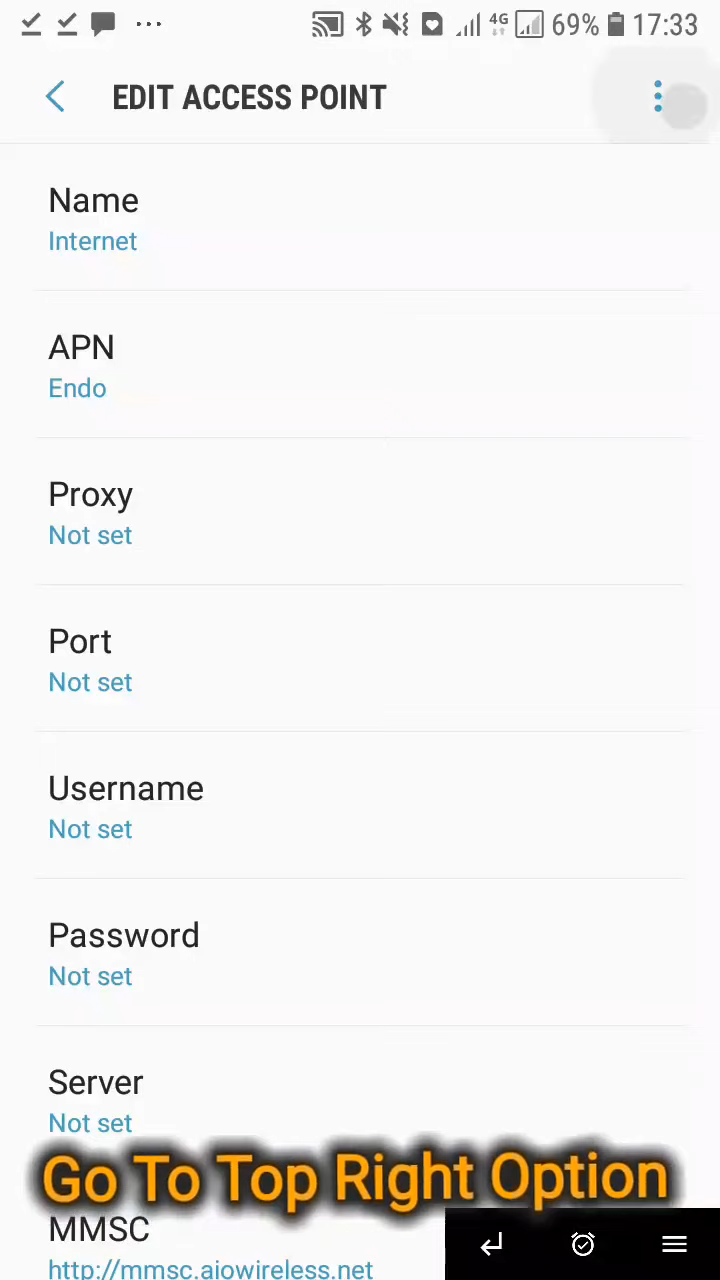 4G 69% 17:33
EDIT ACCESS POINT
Name
Internet
APN
Endo
Proxy
Not set
Port
Not set
Username
Not set
Password
Not set
Server
Not set
Go To Top Right Option
MMSC
http://mmsc.aiowireless.net